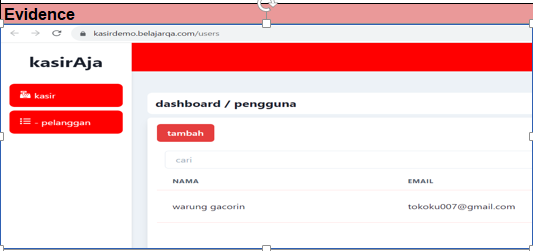 Evidence
kasirdemo.belajarqa.com/users
kasirAja
kasir
- pelanggan
dashboard / pengguna
tambah
cari
NAMA EMAIL
warung gacorin tokoku007@gmail.com